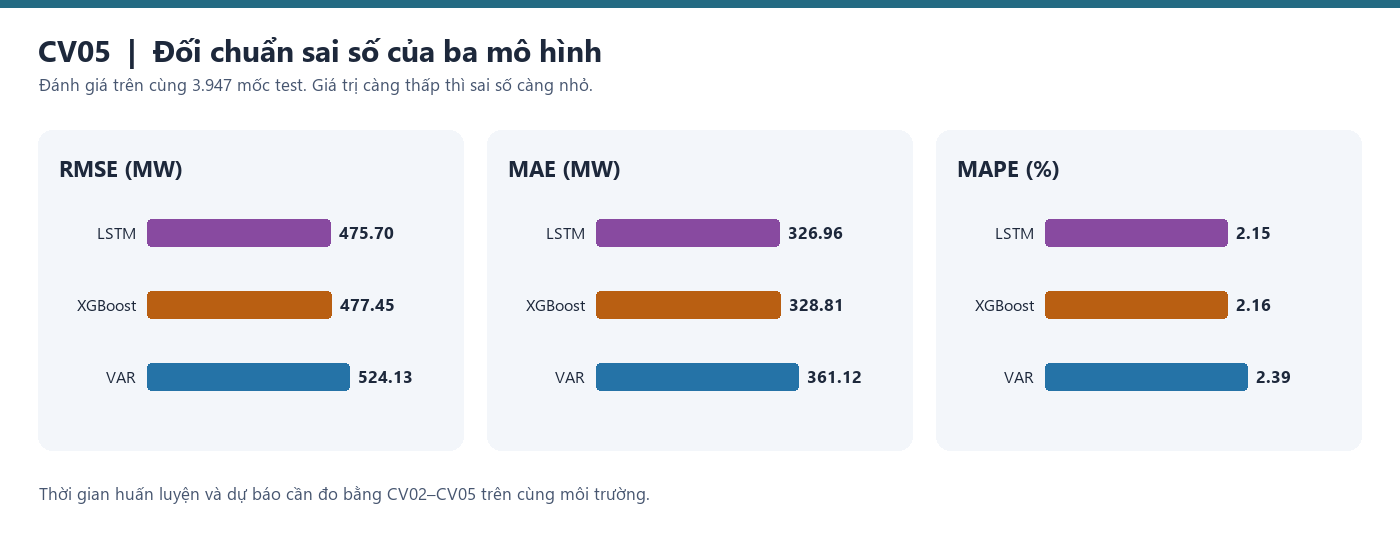 CV05 | Đối chuẩn sai số của ba mô hình
Đánh giá trên cùng 3.947 mốc test. Giá trị càng thấp thì sai số càng nhỏ.
RMSE (MW)
LSTM 475.70
XGBoost 477.45
VAR 524.13
MAE (MW)
LSTM 326.96
XGBoost 328.81
VAR 361.12
MAPE (%)
LSTM 2.15
XGBoost 2.16
VAR 2.39
Thời gian huấn luyện và dự báo cần đo bằng CV02–CV05 trên cùng môi trường.